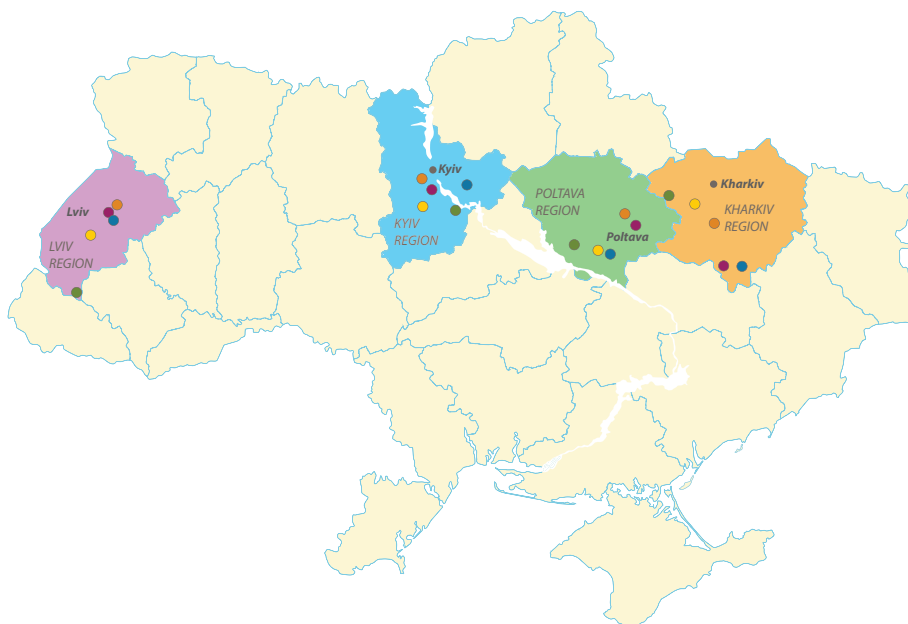 Kyiv
Kharkiv
POLTAVA
REGION
Lviv
KHARKIV
REGION
KYIV
REGION
Poltava
LVIV
REGION